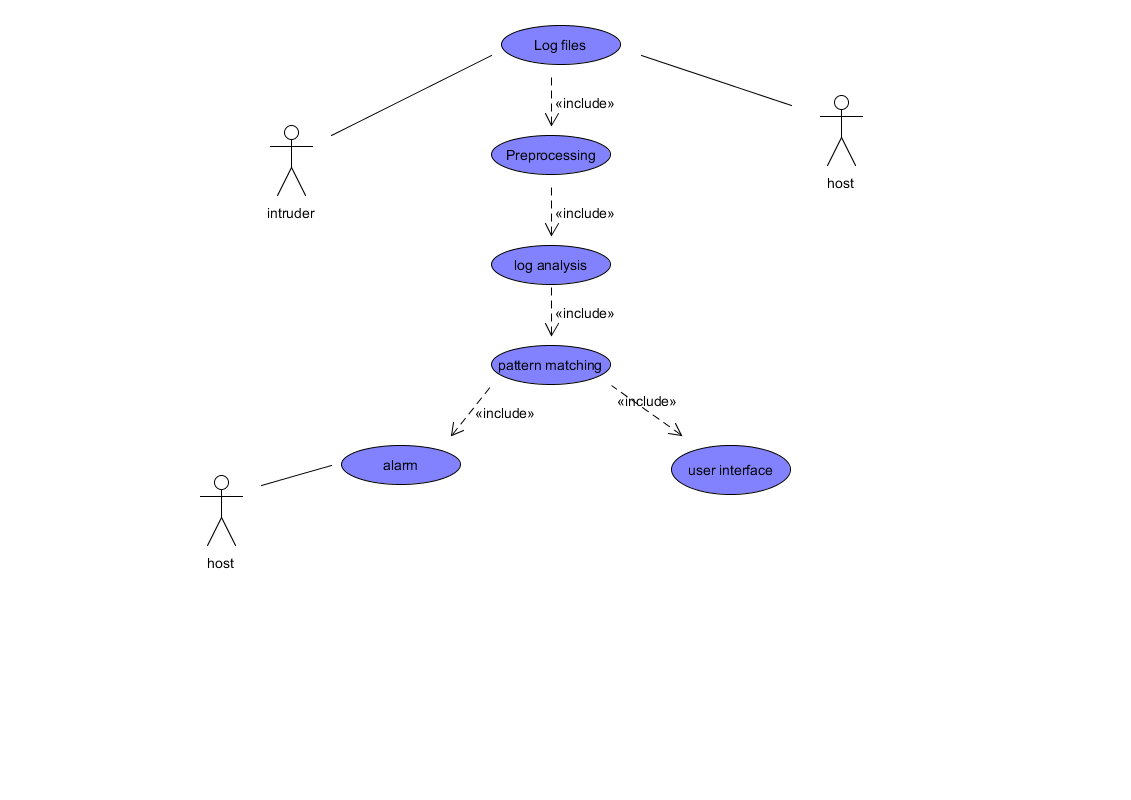 Log files
«include»
Preprocessing
host
intruder
«include»
log analysis
«include»
pattern matching
«include»
«include»
alarm
user interface
host